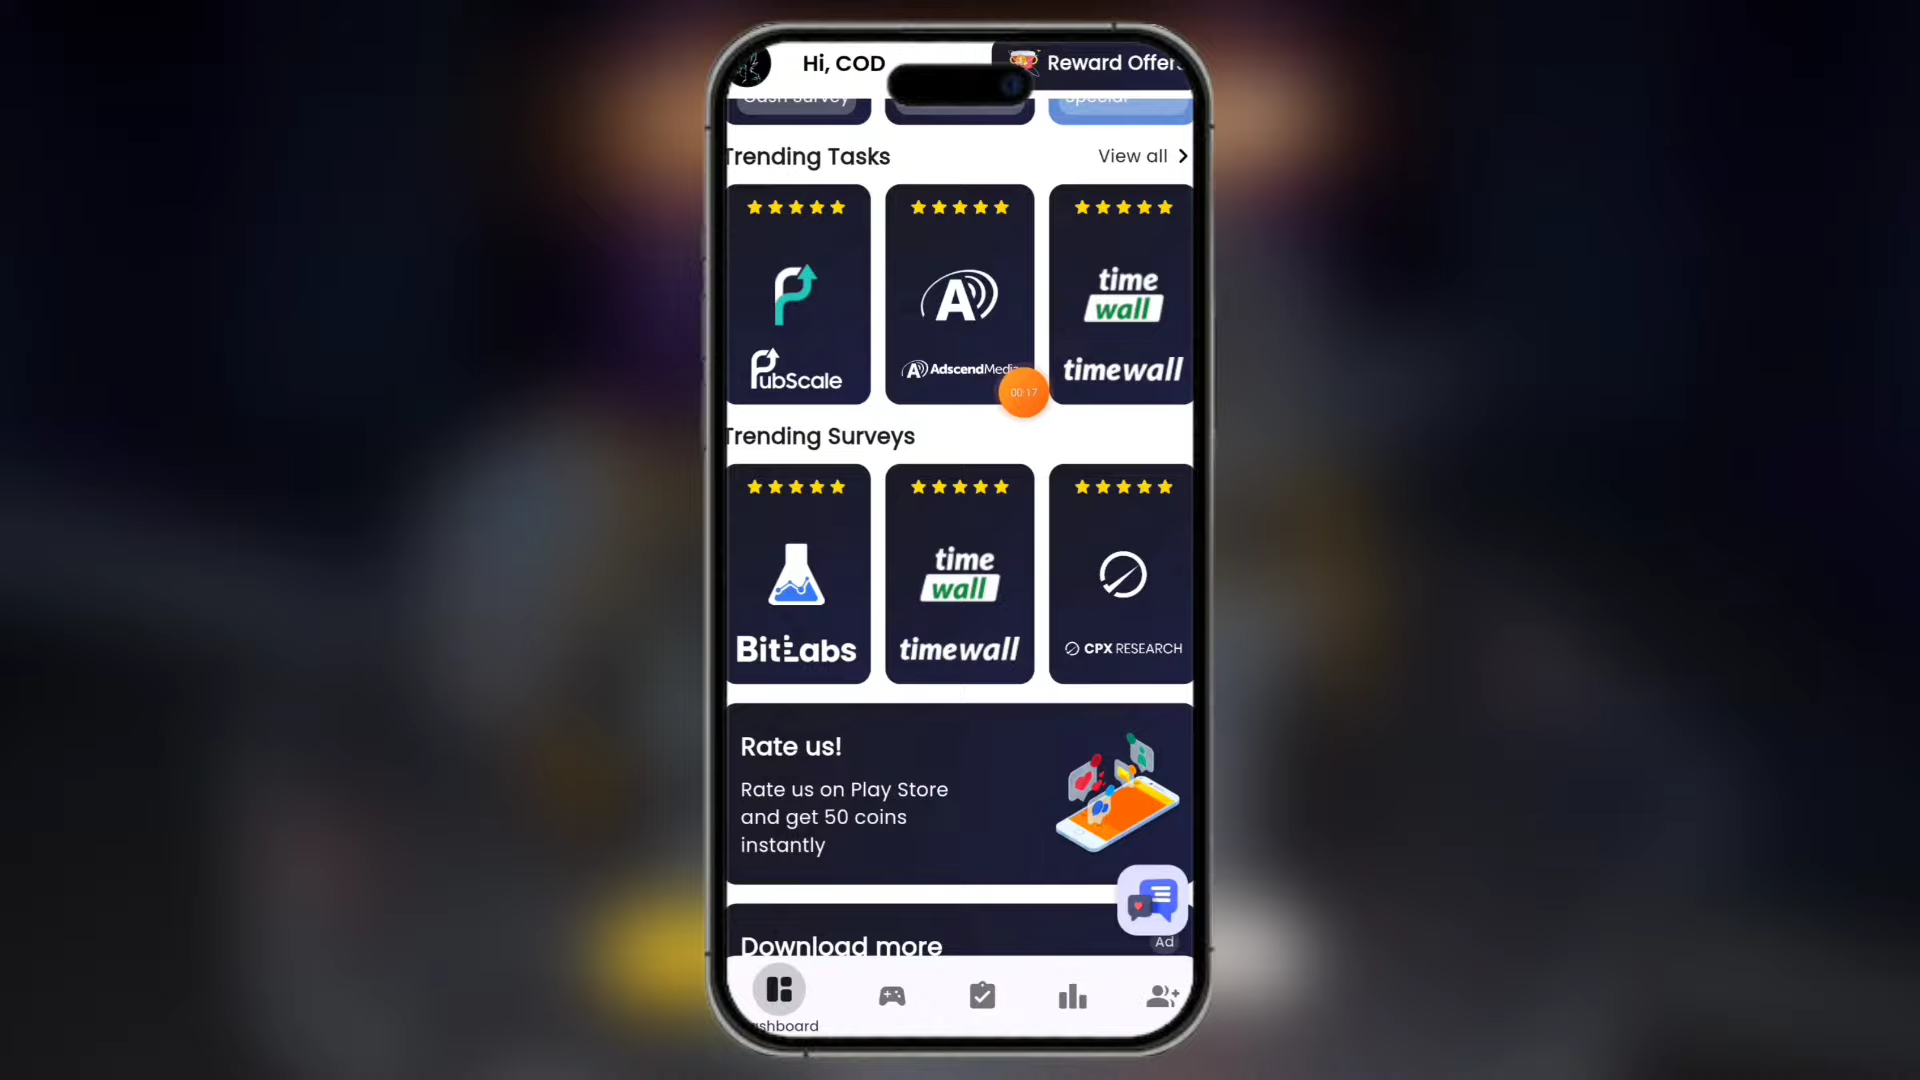 Hi, COD
Reward Offers
Cash Survey
Special
Trending Tasks
View all
PubScale
A
AdscendMedia
time
wall
timewall
00:17
Trending Surveys
BitLabs
time
wall
timewall
CPX RESEARCH
Rate us!
Rate us on Play Store
and get 50 coins
instantly
Download more
Ad
shboard